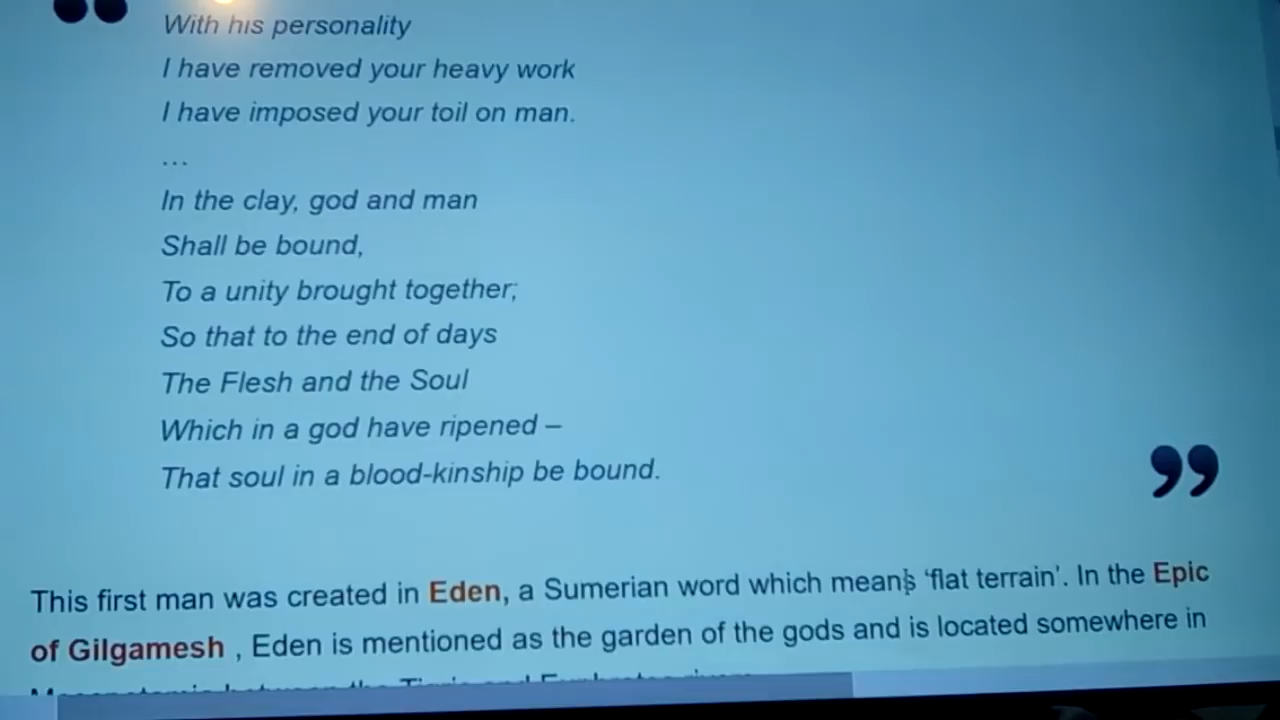 With his personality
I have removed your heavy work
I have imposed your toil on man.
…
In the clay, god and man
Shall be bound,
To a unity brought together;
So that to the end of days
The Flesh and the Soul
Which in a god have ripened –
That soul in a blood-kinship be bound.
”
This first man was created in Eden, a Sumerian word which means ‘flat terrain’. In the Epic
of Gilgamesh , Eden is mentioned as the garden of the gods and is located somewhere in